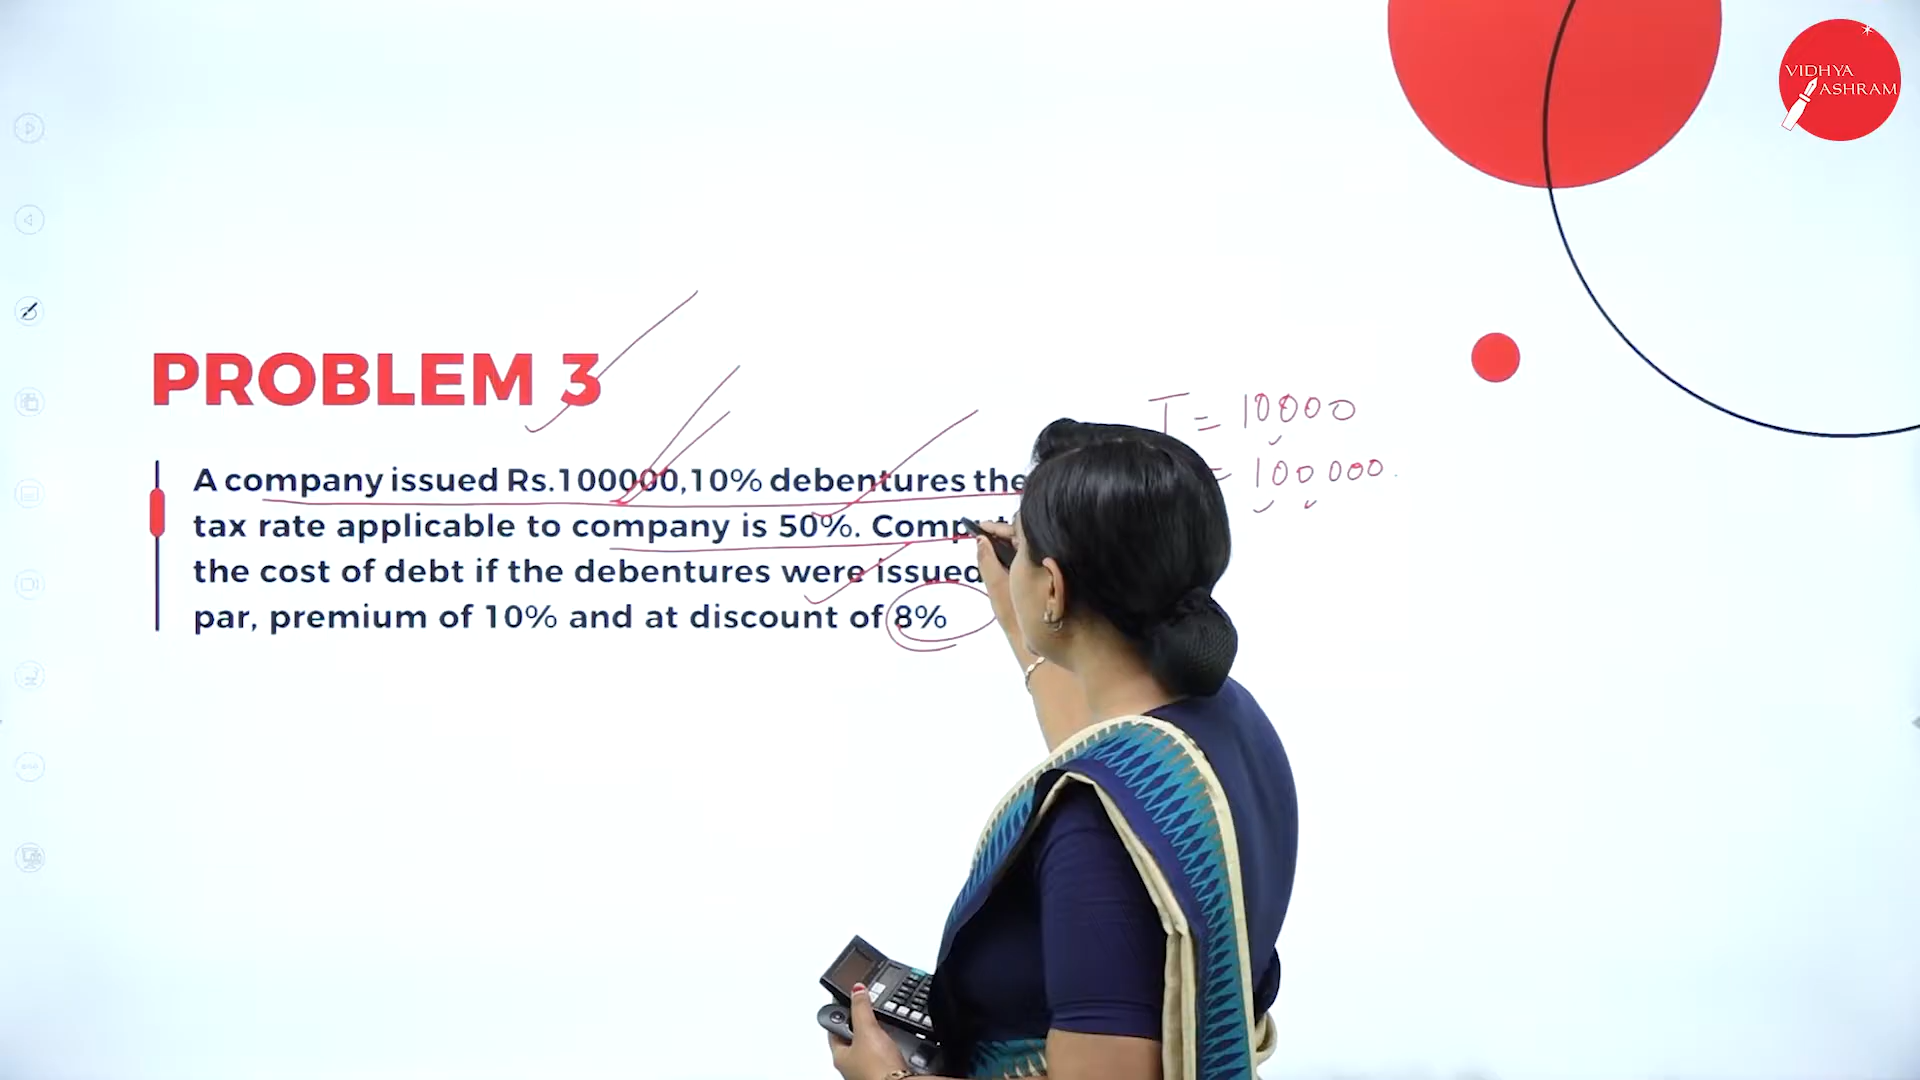 VIDHYA
ASHRAM
PROBLEM 3
I = 10000
A company issued Rs.100000,10% debentures the
= 100000.
tax rate applicable to company is 50%.
the cost of debt if the debentures were issued
par, premium of 10% and at discount of 8%